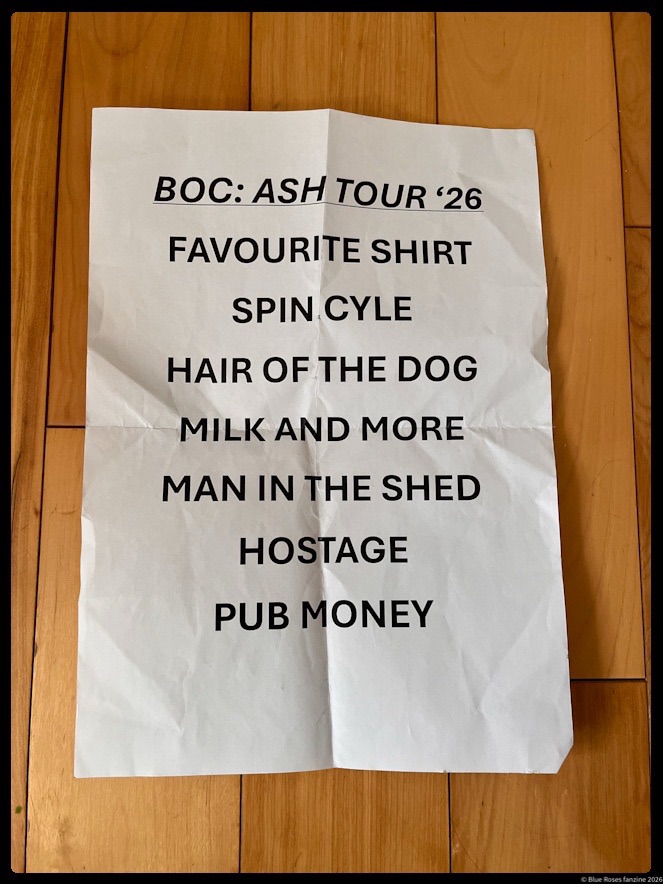 BOC: ASH TOUR ‘26
FAVOURITE SHIRT
SPIN CYLE
HAIR OF THE DOG
MILK AND MORE
MAN IN THE SHED
HOSTAGE
PUB MONEY
© Blue Roses fanzine 2026